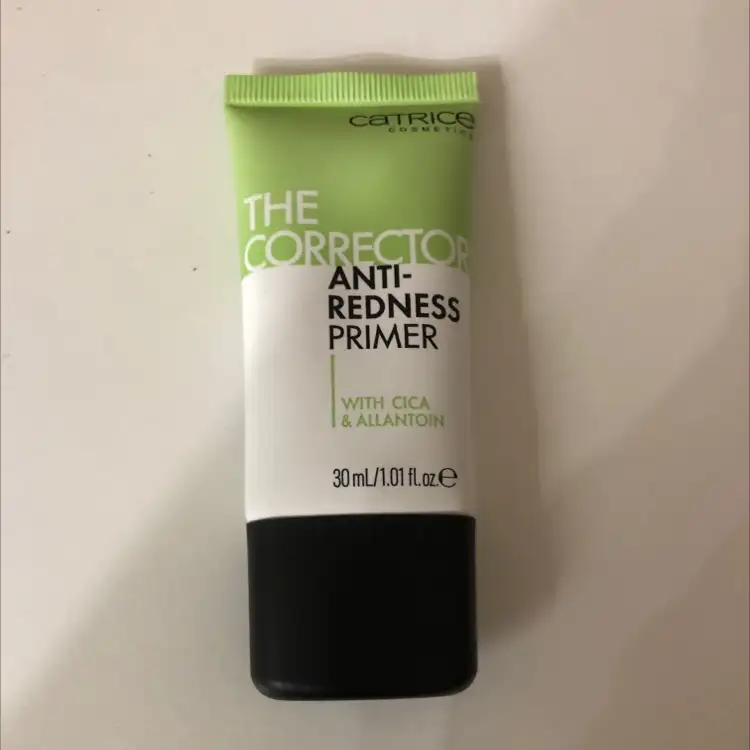 CATRICE
COSMETICS
THE
CORRECTOR
ANTI-
REDNESS
PRIMER
WITH CICA
& ALLANTOIN
30 mL/1.01 fl.oz.℮